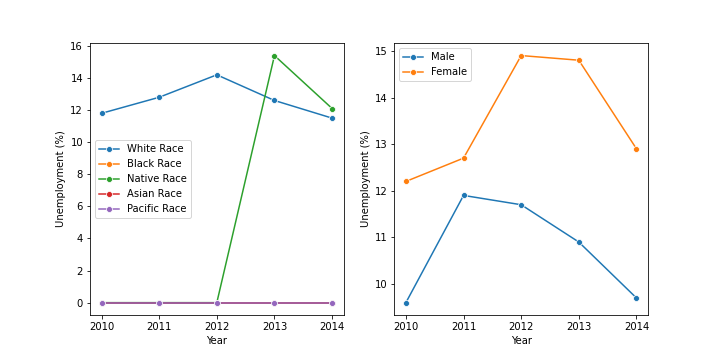 16
14
12
10
8
6
4
2
0
Unemployment (%)
White Race
Black Race
Native Race
Asian Race
Pacific Race
2010 2011 2012 2013 2014
Year
15
14
13
12
11
10
Unemployment (%)
Male
Female
2010 2011 2012 2013 2014
Year